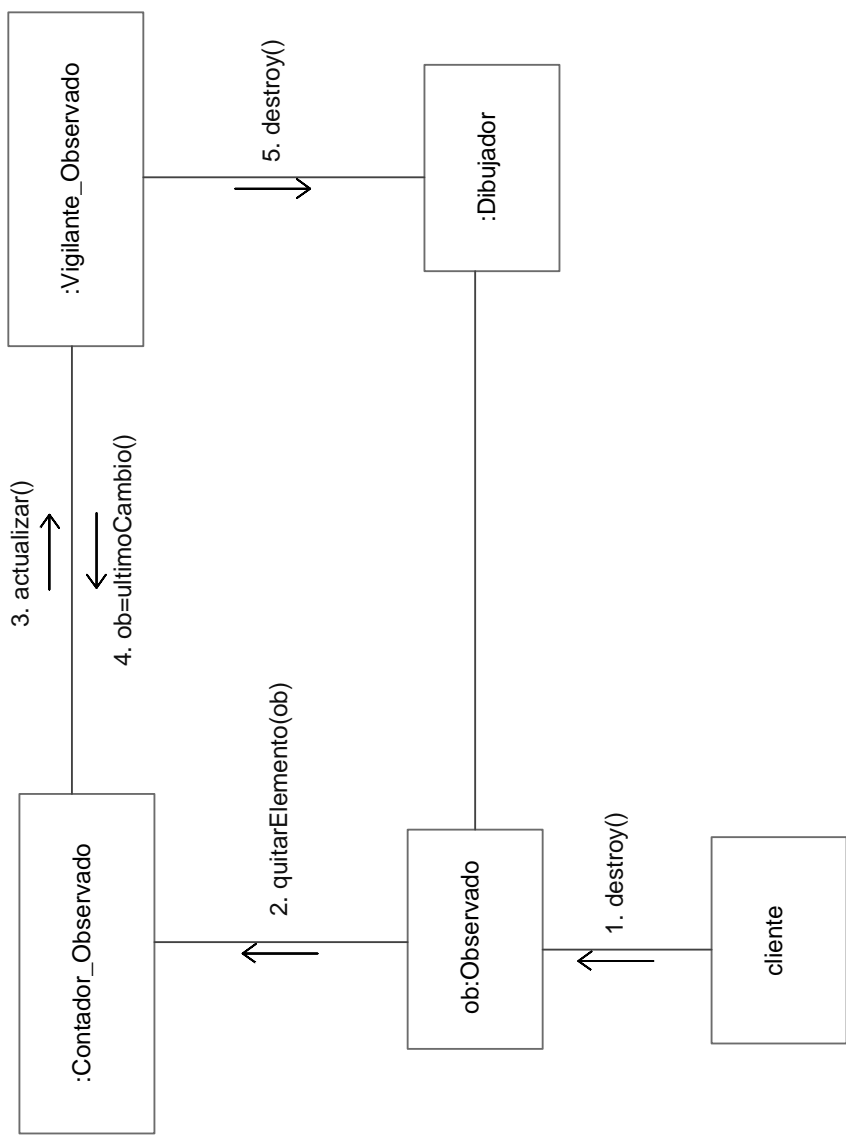 :Contador_Observado
:Vigilante_Observado
3. actualizar()
4. ob=ultimoCambio()
2. quitarElemento(ob)
5. destroy()
ob:Observado
:Dibujador
1. destroy()
cliente